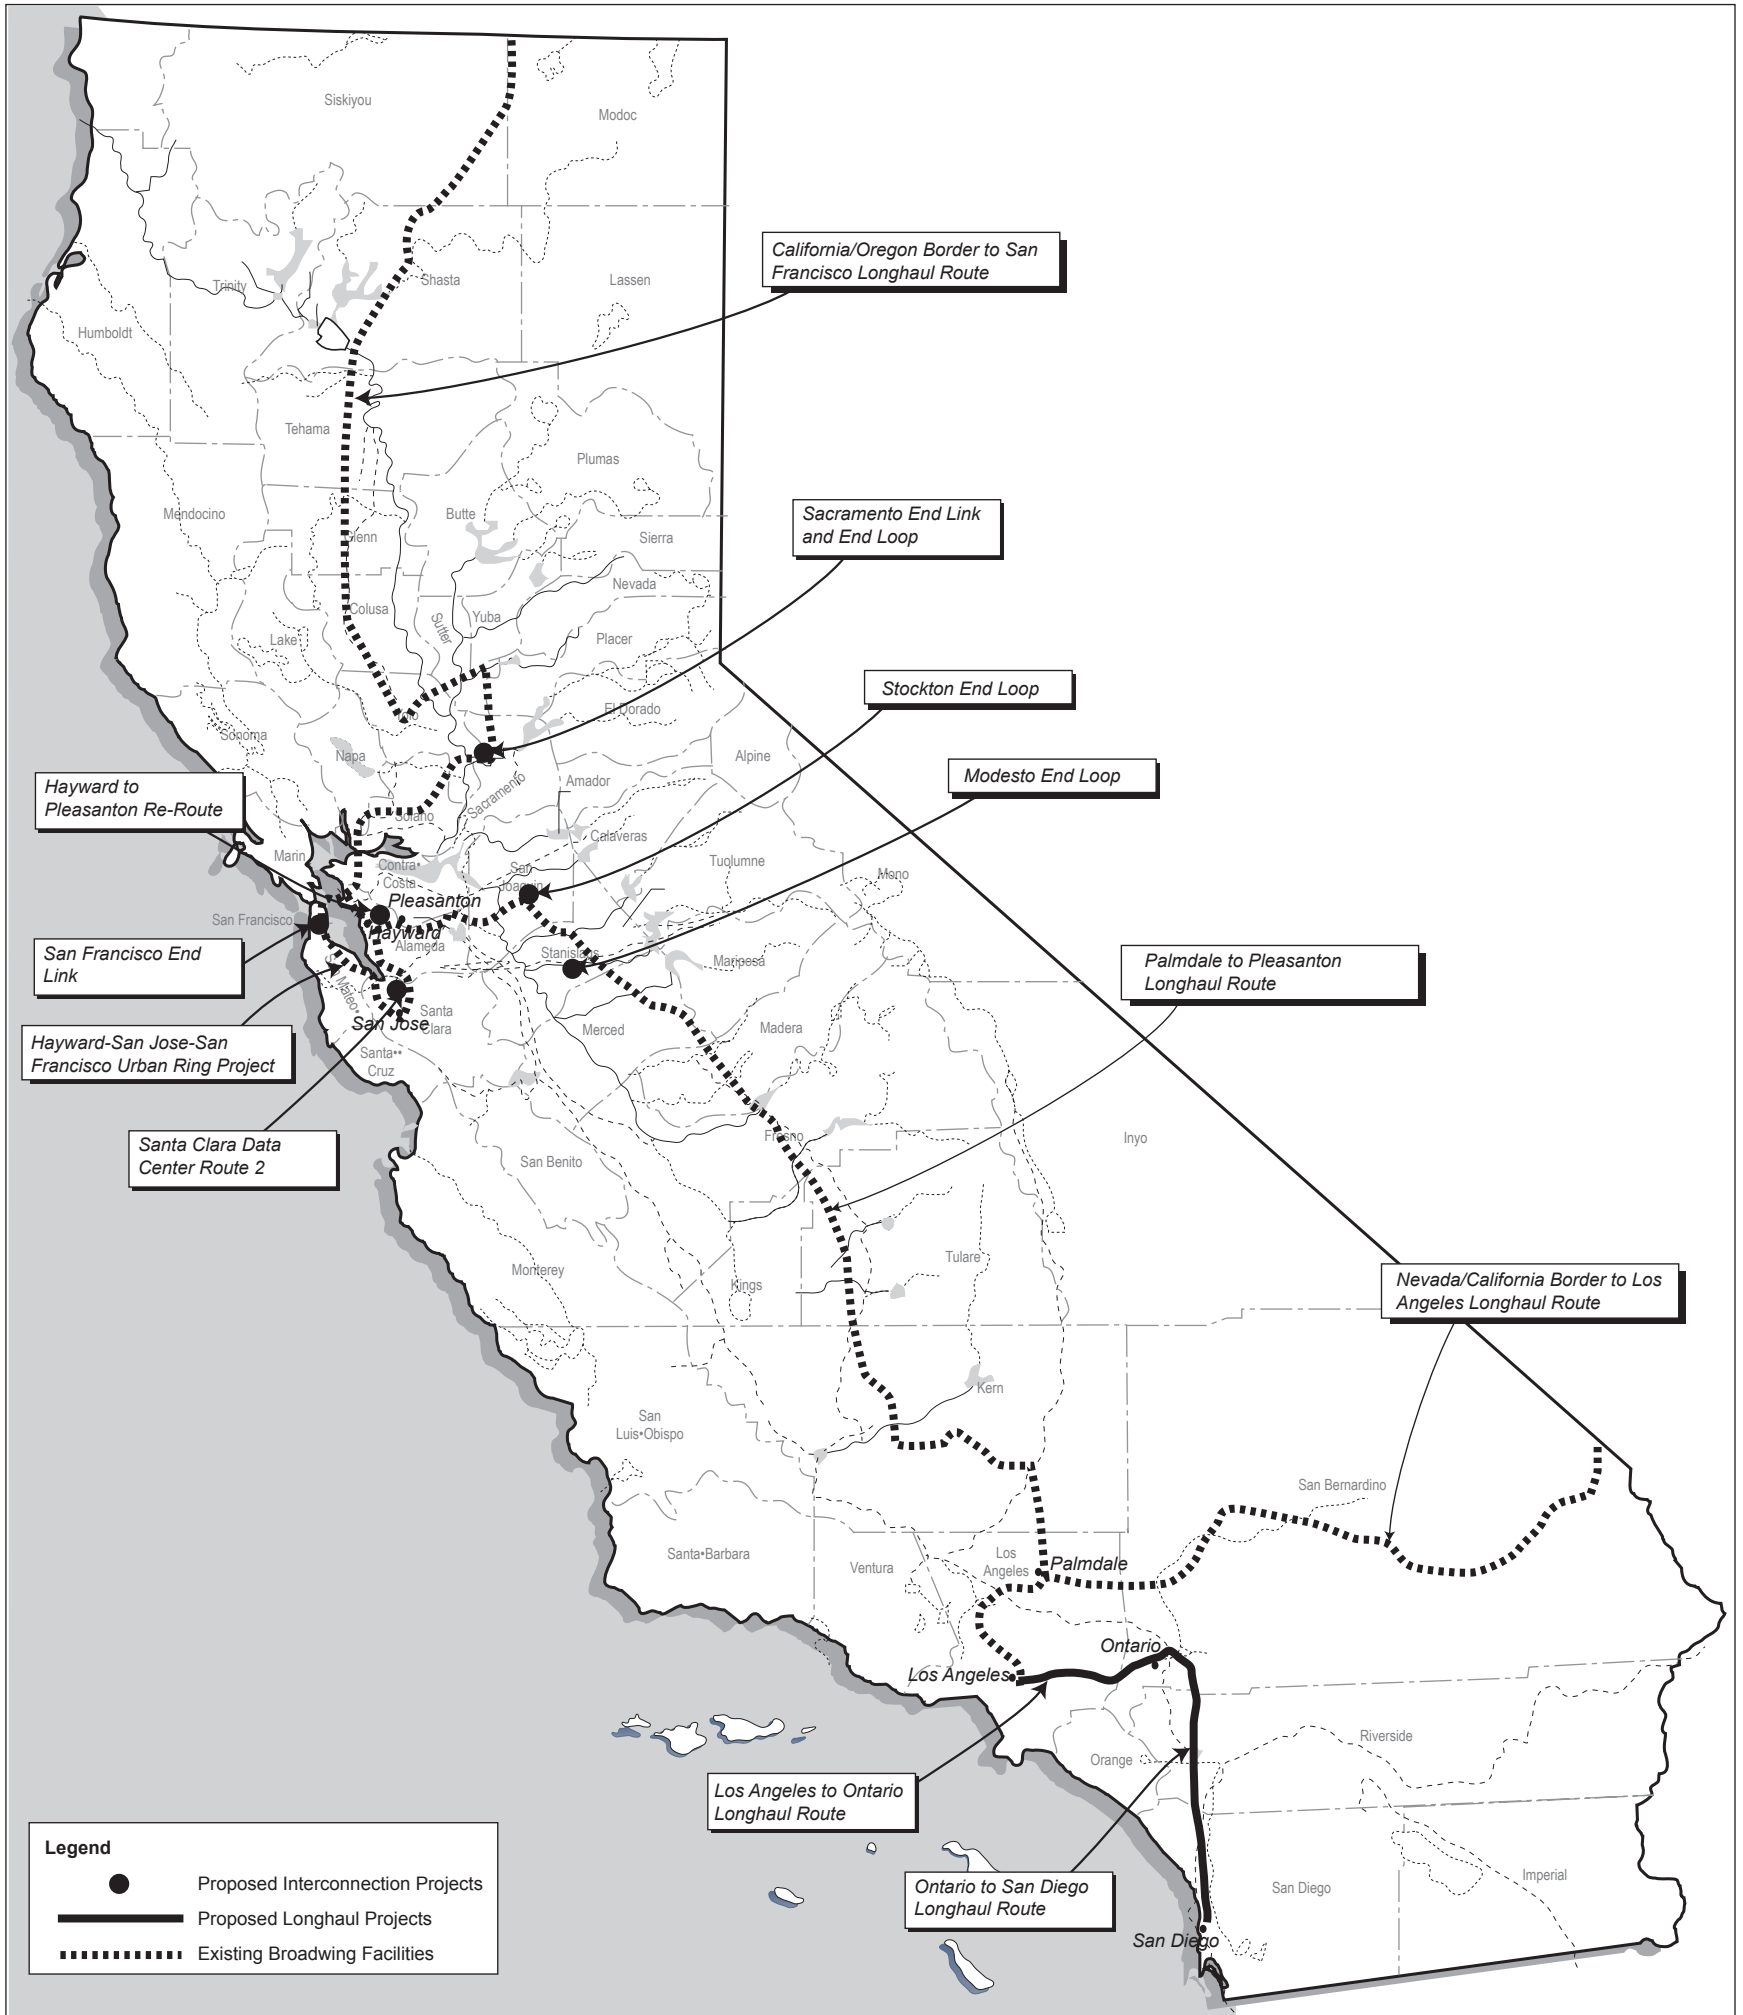 Siskiyou
Modoc
California/Oregon Border to San
Francisco Longhaul Route
Trinity
Shasta
Lassen
Humboldt
Tehama
Plumas
Mendocino
Butte
Glenn
Sierra
Sacramento End Link
and End Loop
Nevada
Colusa
Sutter
Yuba
Lake
Placer
Stockton End Loop
Yolo
El Dorado
Sonoma
Napa
Alpine
Modesto End Loop
Hayward to
Pleasanton Re-Route
Sacramento
Amador
Solano
Calaveras
Marin
Contra•
Costa
San
Joaquin
Tuolumne
Mono
Pleasanton
San Francisco
Hayward
Alameda
San Francisco End
Link
Stanislaus
Mariposa
Palmdale to Pleasanton
Longhaul Route
San Mateo•
San Jose
Santa
Clara
Merced
Madera
Hayward-San Jose-San
Francisco Urban Ring Project
Santa••
Cruz
Santa Clara Data
Center Route 2
Fresno
Inyo
San Benito
Monterey
Kings
Tulare
Nevada/California Border to Los
Angeles Longhaul Route
Kern
San
Luis•Obispo
San Bernardino
Santa•Barbara
Ventura
Los
Angeles
Palmdale
Ontario
Los Angeles
Orange
Riverside
Los Angeles to Ontario
Longhaul Route
Ontario to San Diego
Longhaul Route
San Diego
Imperial
San Diego
Legend
Proposed Interconnection Projects
Proposed Longhaul Projects
Existing Broadwing Facilities